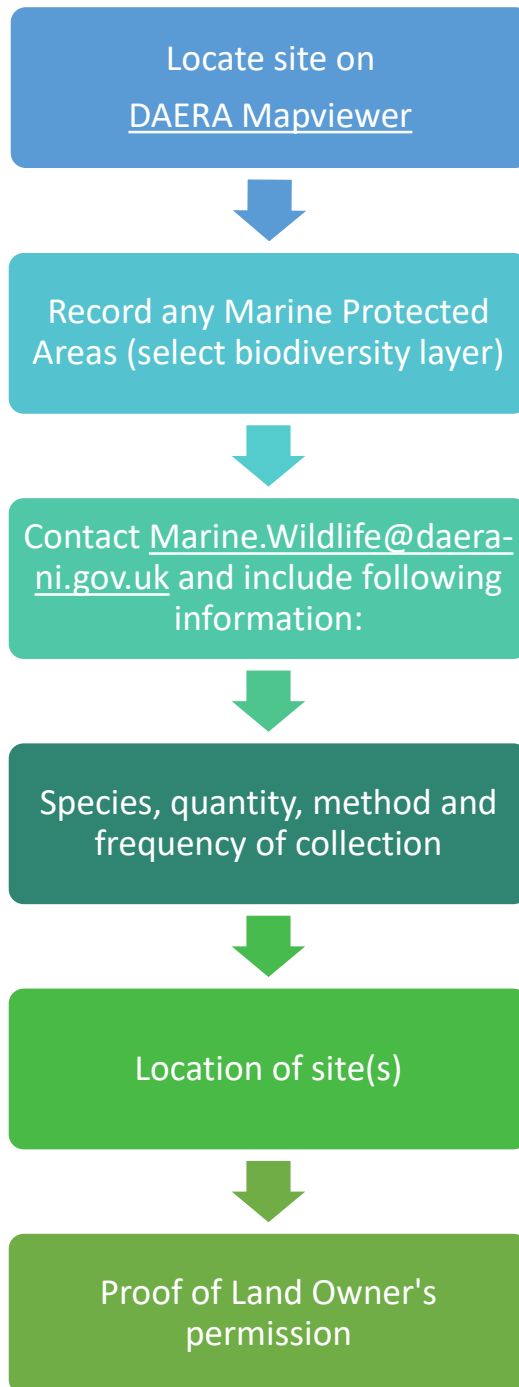 Locate site on
DAERA Mapviewer
Record any Marine Protected
Areas (select biodiversity layer)
Contact Marine.Wildlife@daera-
ni.gov.uk and include following
information:
Species, quantity, method and
frequency of collection
Location of site(s)
Proof of Land Owner's
permission